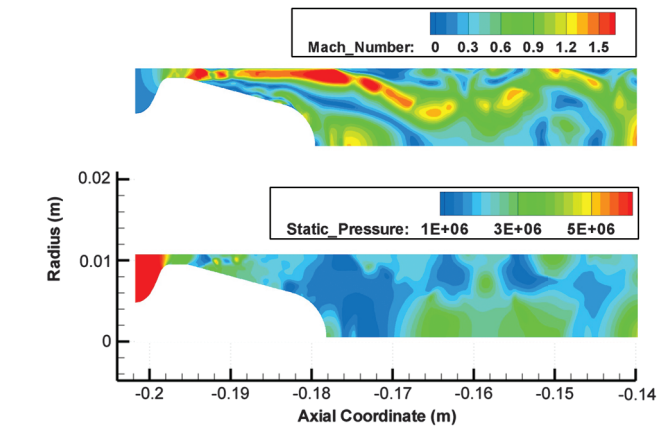 Mach_Number: 0 0.3 0.6 0.9 1.2 1.5
0.02
Static_Pressure: 1E+06 3E+06 5E+06
Radius (m)
0.01
0
-0.2 -0.19 -0.18 -0.17 -0.16 -0.15 -0.14
Axial Coordinate (m)